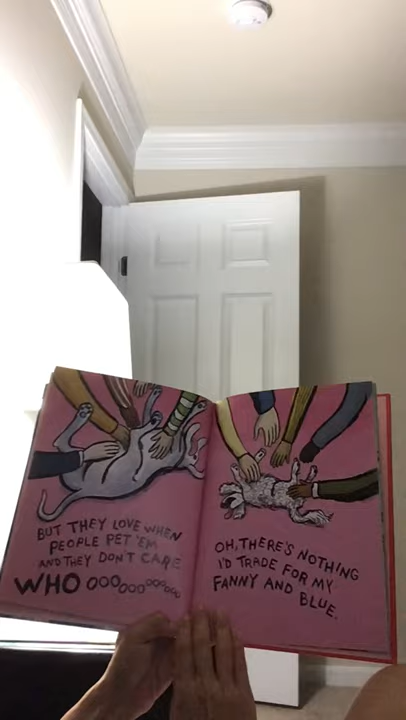 BUT THEY LOVE WHEN
PEOPLE PET 'EM
AND THEY DON'T CARE
WHO OOOOOOOOOOO
OH, THERE'S NOTHING
I'D TRADE FOR MY
FANNY AND BLUE.